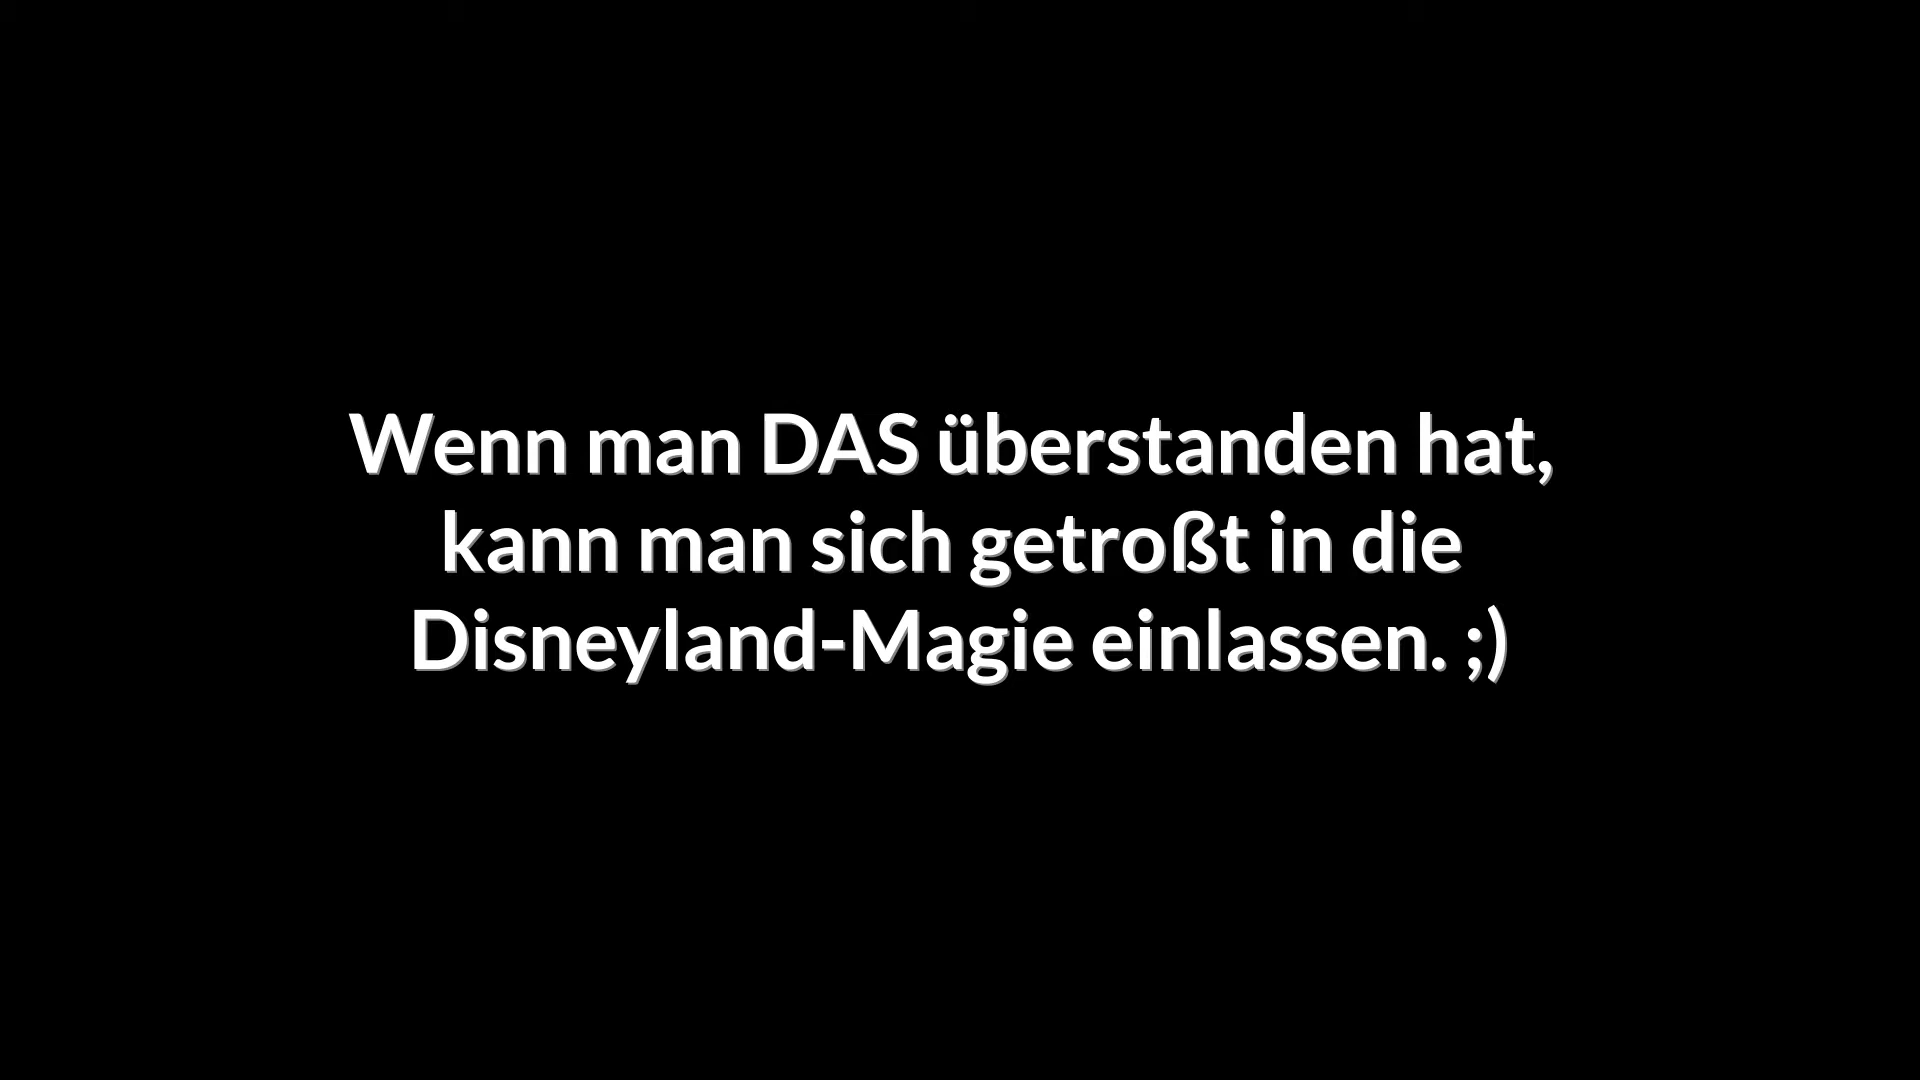 Wenn man DAS überstanden hat,
kann man sich getroßt in die
Disneyland-Magie einlassen. ;)